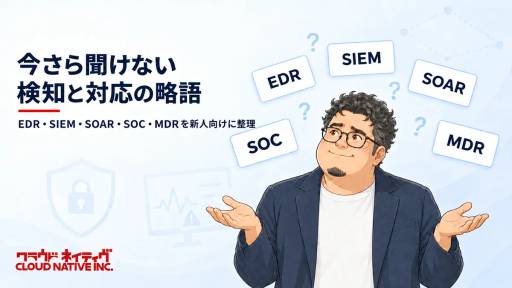 今さら聞けない
検知と対応の略語
EDR・SIEM・SOAR・SOC・MDRを新人向けに整理
EDR
SIEM
SOAR
SOC
MDR
?
?
?
?
クラウド ネイティヴ
CLOUD NATIVE INC.